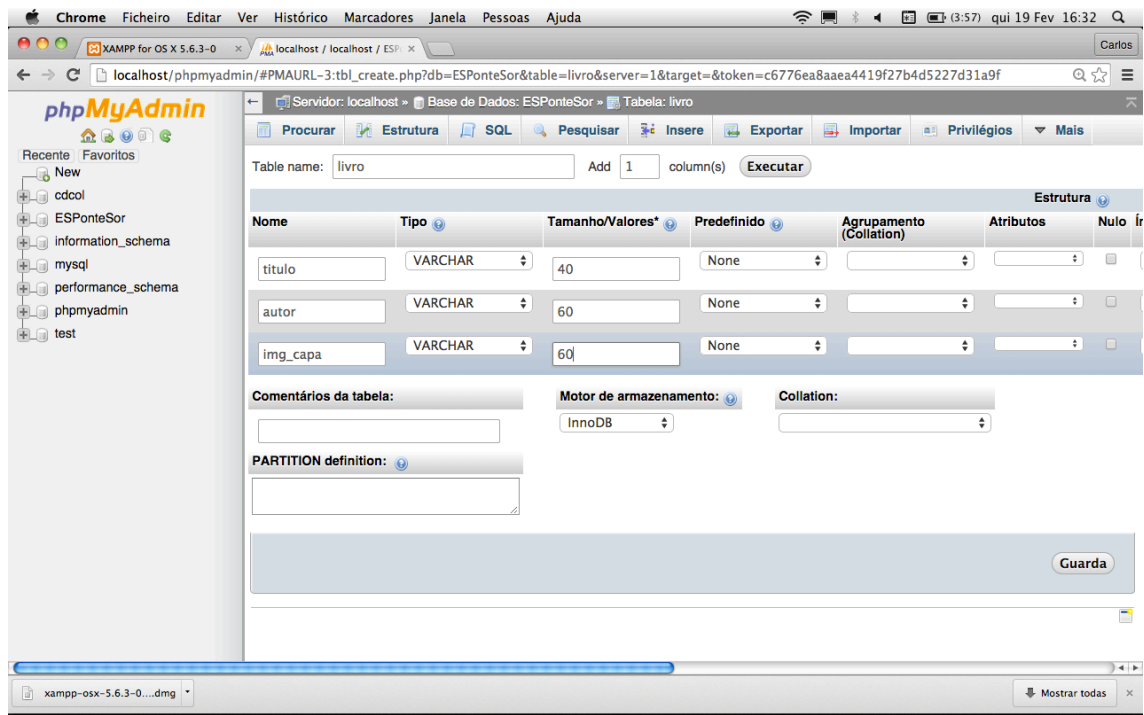 Chrome Ficheiro Editar Ver Histórico Marcadores Janela Pessoas Ajuda (3:57) qui 19 Fev 16:32
XAMPP for OS X 5.6.3-0 localhost / localhost / ESP Carlos
localhost/phpmyadmin/#PMAURL-3:tbl_create.php?db=ESPonteSor&table=livro&server=1&target=&token=c6776ea8aaea4419f27b4d5227d31a9f
phpMyAdmin
Recente Favoritos
New
cdcol
ESPonteSor
information_schema
mysql
performance_schema
phpmyadmin
test
Servidor: localhost » Base de Dados: ESPonteSor » Tabela: livro
Procurar Estrutura SQL Pesquisar Insere Exportar Importar Privilégios Mais
Table name: livro Add 1 column(s) Executar
Estrutura
Nome Tipo Tamanho/Valores* Predefinido Agrupamento (Collation) Atributos Nulo Ín
titulo VARCHAR 40 None
autor VARCHAR 60 None
img_capa VARCHAR 60 None
Comentários da tabela: Motor de armazenamento: Collation:
InnoDB
PARTITION definition:
Guarda
xampp-osx-5.6.3-0....dmg Mostrar todas